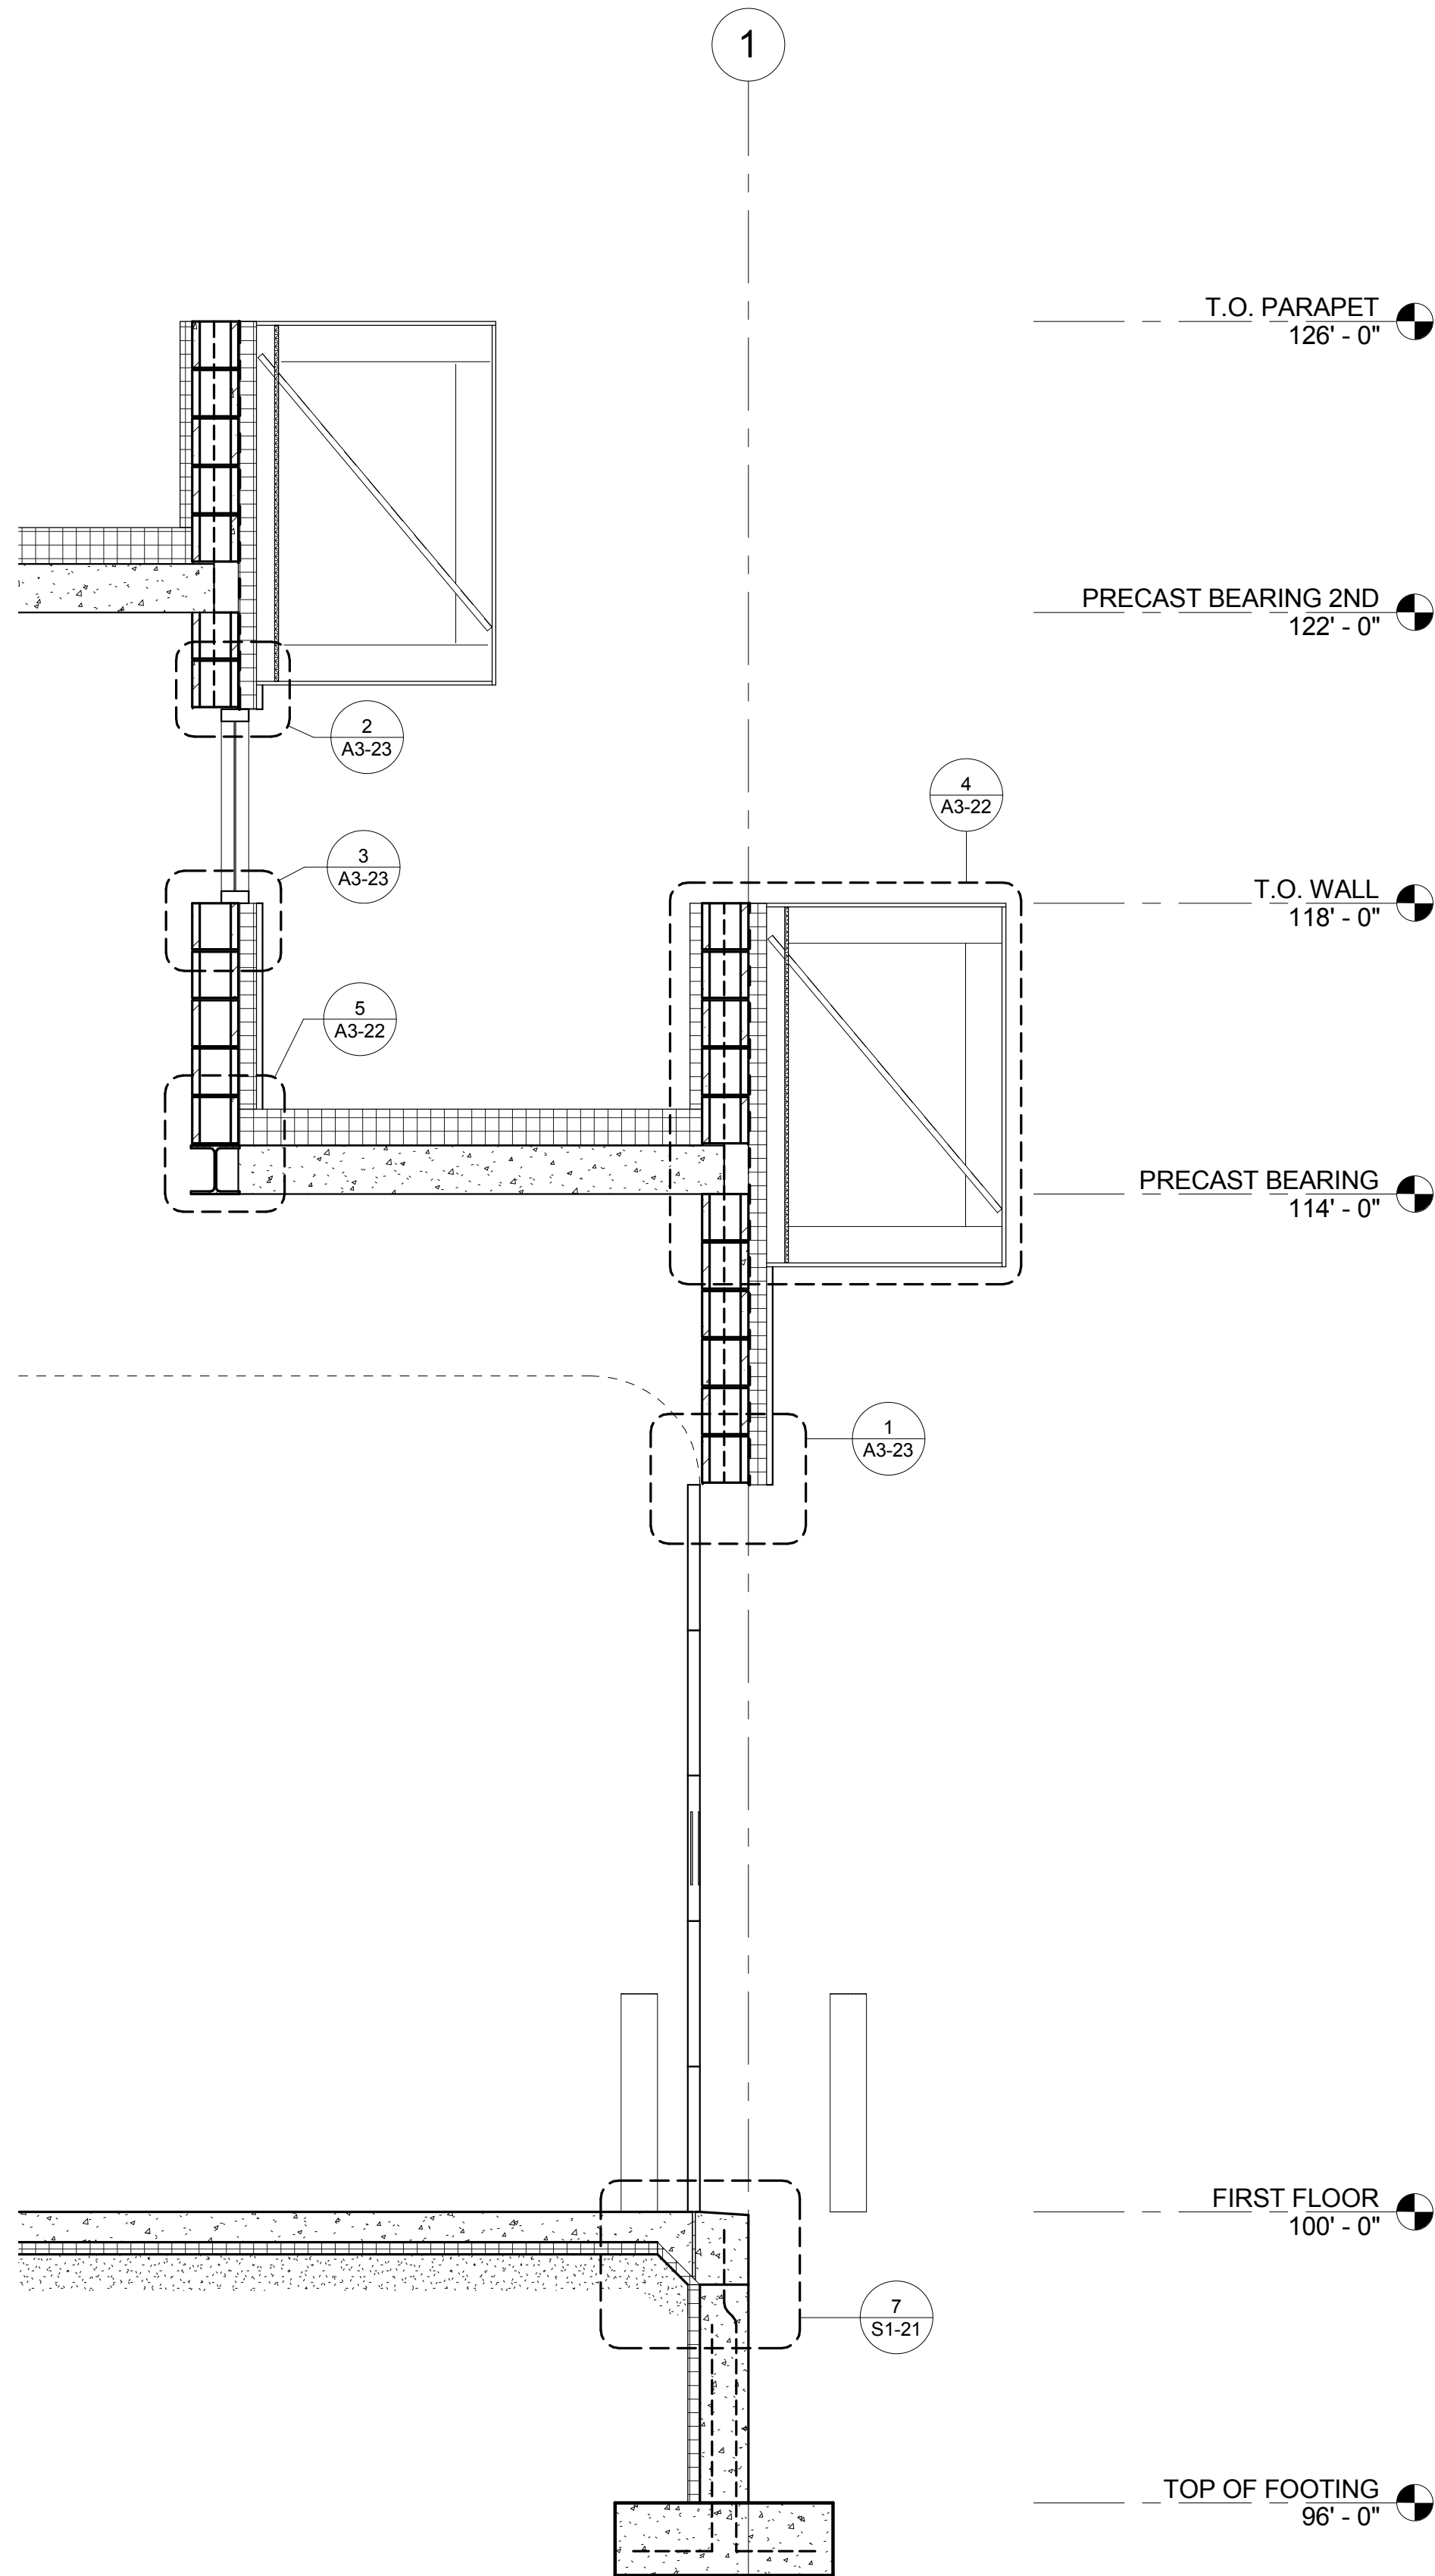 1
T.O. PARAPET
126' - 0"
PRECAST BEARING 2ND
122' - 0"
2
A3-23
4
A3-22
3
A3-23
T.O. WALL
118' - 0"
5
A3-22
PRECAST BEARING
114' - 0"
1
A3-23
FIRST FLOOR
100' - 0"
7
S1-21
TOP OF FOOTING
96' - 0"